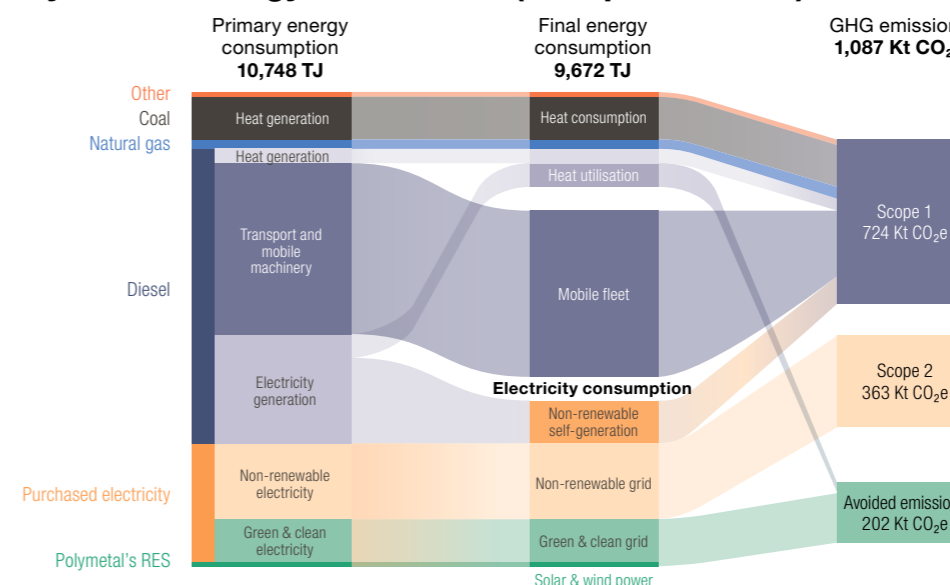 Primary energy
consumption
10,748 TJ
Final energy
consumption
9,672 TJ
GHG emission
1,087 Kt CO₂
Other
Coal
Natural gas
Diesel
Purchased electricity
Polymetal's RES
Heat generation
Heat generation
Transport and
mobile
machinery
Electricity
generation
Non-renewable
electricity
Green & clean
electricity
Heat consumption
Heat utilisation
Mobile fleet
Electricity consumption
Non-renewable
self-generation
Non-renewable grid
Green & clean grid
Solar & wind power
Scope 1
724 Kt CO₂e
Scope 2
363 Kt CO₂e
Avoided emissio
202 Kt CO₂e